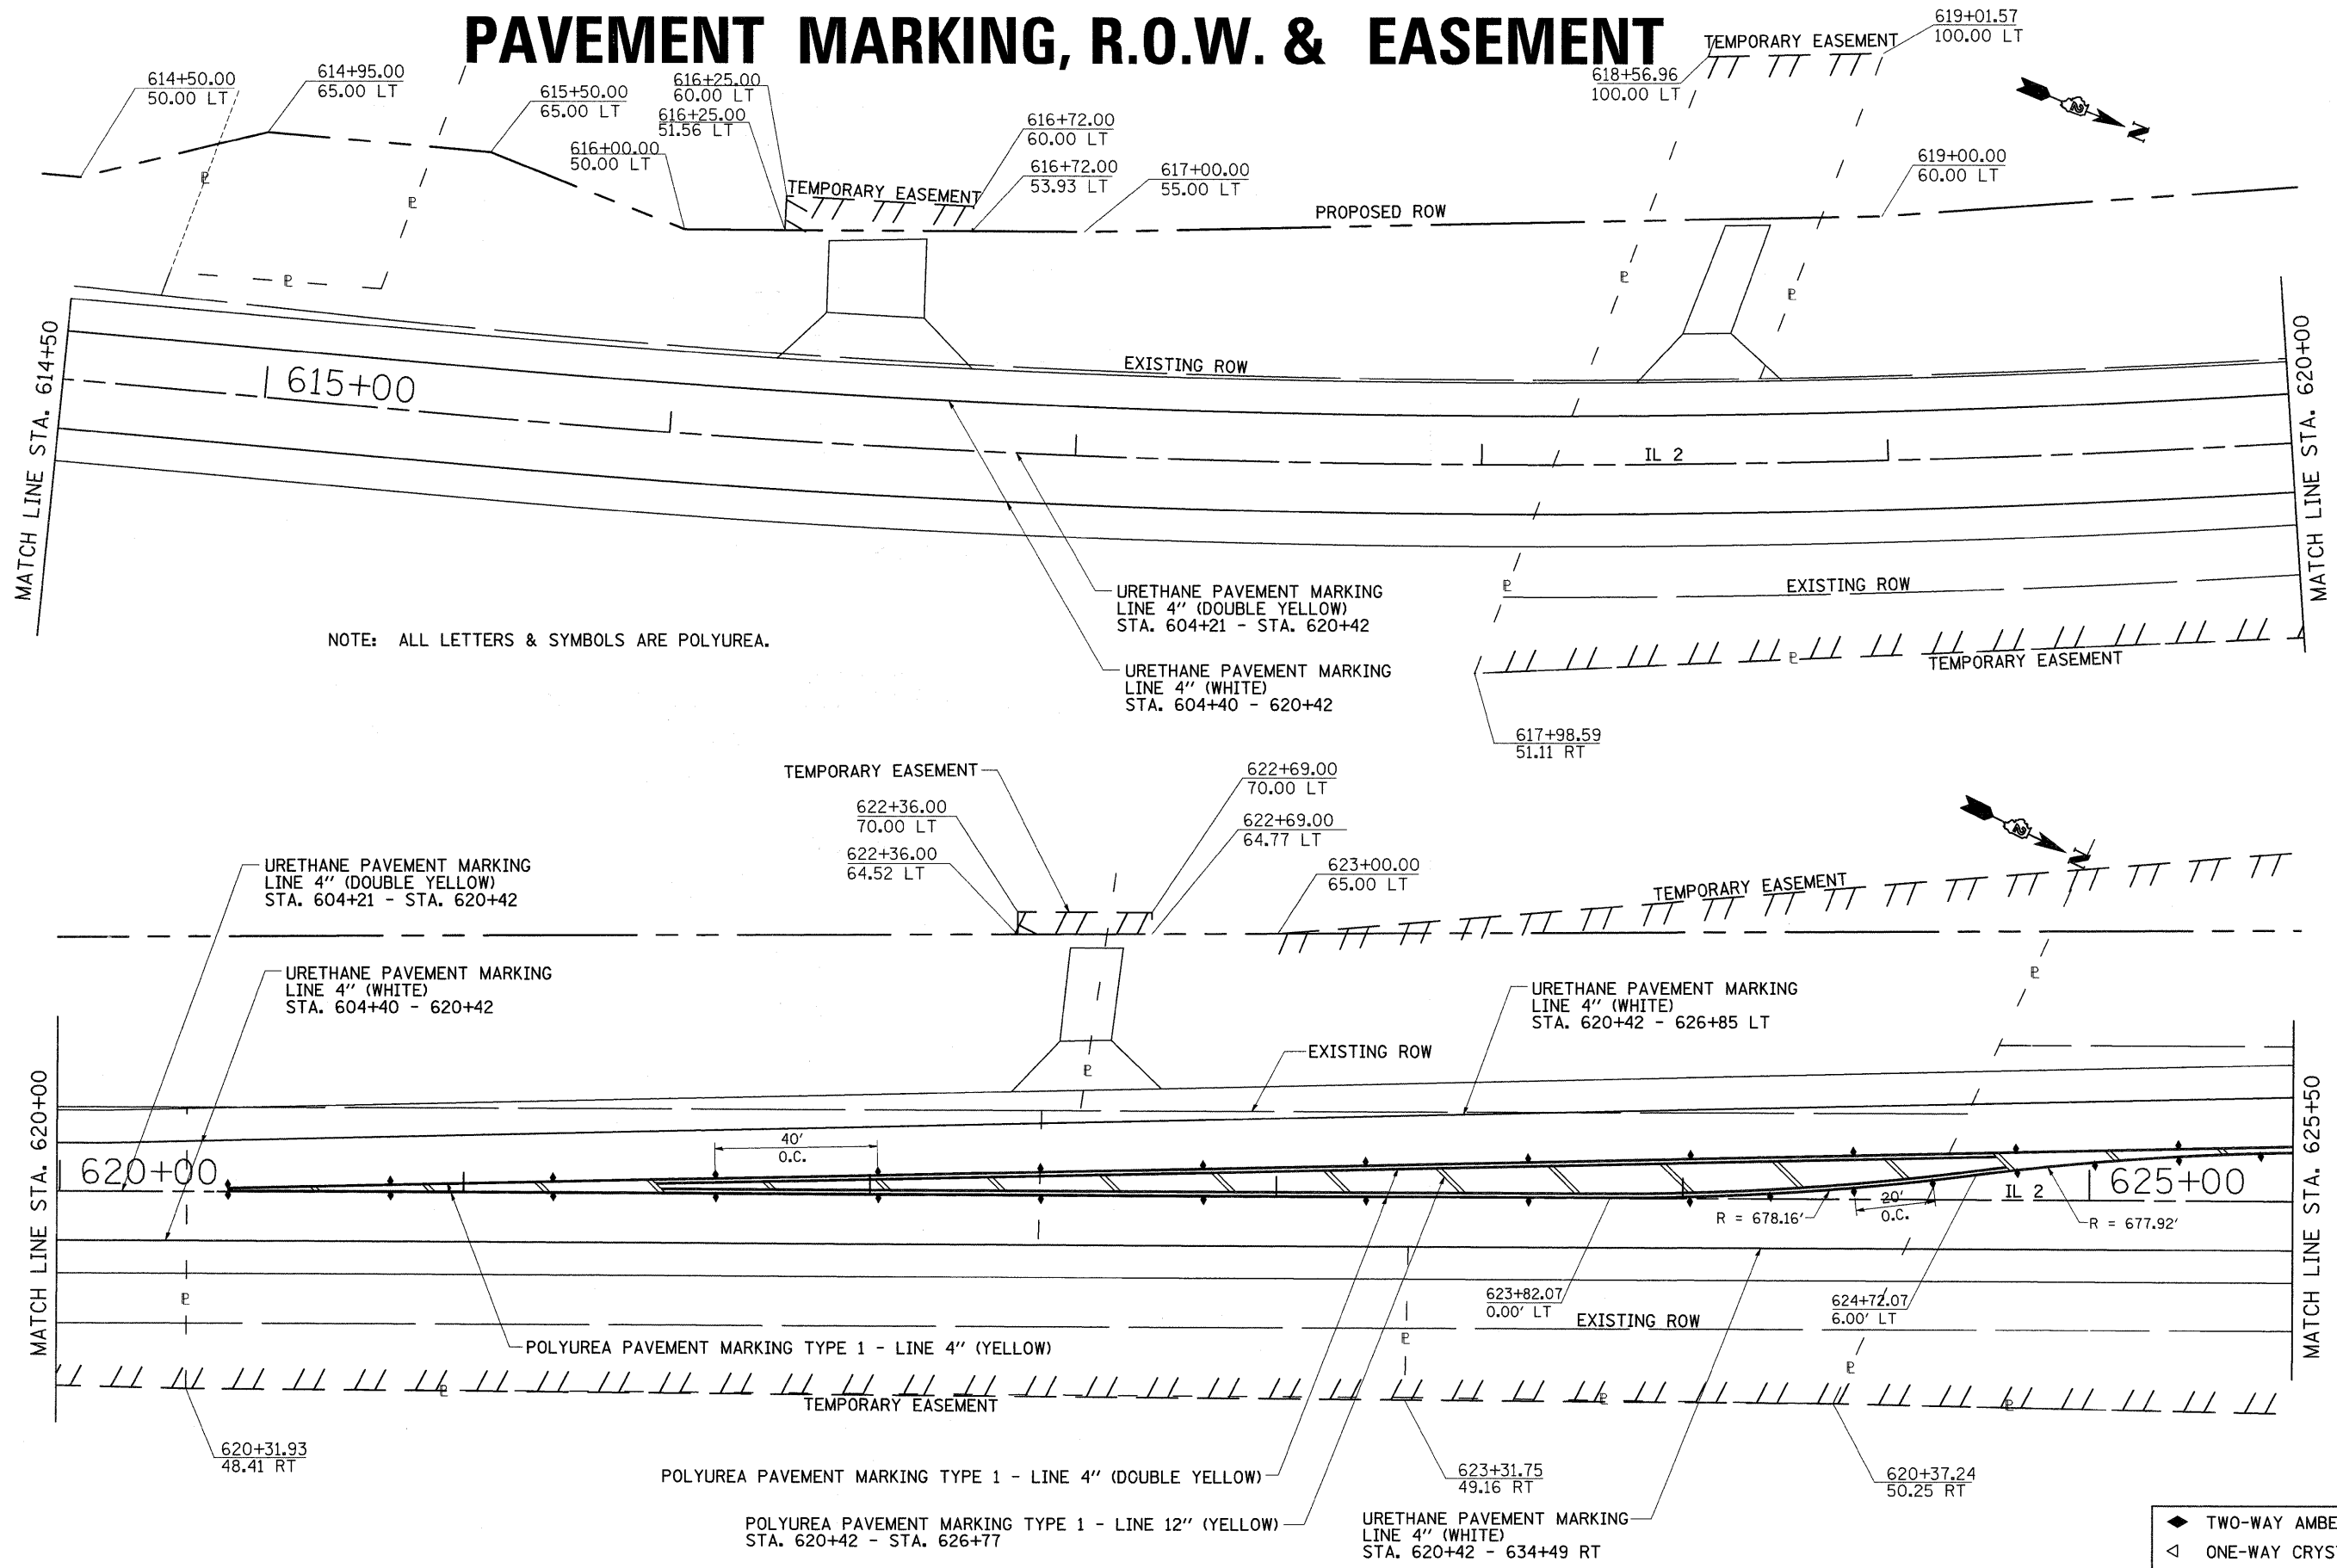 PAVEMENT MARKING, R.O.W. & EASEMENT
614+50.00
50.00 LT
614+95.00
65.00 LT
615+50.00
65.00 LT
616+00.00
50.00 LT
616+25.00
60.00 LT
616+25.00
51.56 LT
TEMPORARY EASEMENT
616+72.00
60.00 LT
616+72.00
53.93 LT
617+00.00
55.00 LT
PROPOSED ROW
618+56.96
100.00 LT
TEMPORARY EASEMENT
619+01.57
100.00 LT
619+00.00
60.00 LT
N
MATCH LINE STA. 614+50
615+00
EXISTING ROW
IL 2
MATCH LINE STA. 620+00
URETHANE PAVEMENT MARKING
LINE 4" (DOUBLE YELLOW)
STA. 604+21 - STA. 620+42
EXISTING ROW
NOTE: ALL LETTERS & SYMBOLS ARE POLYUREA.
TEMPORARY EASEMENT
URETHANE PAVEMENT MARKING
LINE 4" (WHITE)
STA. 604+40 - 620+42
617+98.59
51.11 RT
TEMPORARY EASEMENT
622+36.00
70.00 LT
622+36.00
64.52 LT
622+69.00
70.00 LT
622+69.00
64.77 LT
623+00.00
65.00 LT
TEMPORARY EASEMENT
N
URETHANE PAVEMENT MARKING
LINE 4" (DOUBLE YELLOW)
STA. 604+21 - STA. 620+42
URETHANE PAVEMENT MARKING
LINE 4" (WHITE)
STA. 604+40 - 620+42
URETHANE PAVEMENT MARKING
LINE 4" (WHITE)
STA. 620+42 - 626+85 LT
EXISTING ROW
MATCH LINE STA. 620+00
620+00
40'
O.C.
R = 678.16'
20'
O.C.
IL 2
625+00
R = 677.92'
MATCH LINE STA. 625+50
623+82.07
0.00' LT
624+72.07
6.00' LT
EXISTING ROW
POLYUREA PAVEMENT MARKING TYPE 1 - LINE 4" (YELLOW)
TEMPORARY EASEMENT
620+31.93
48.41 RT
POLYUREA PAVEMENT MARKING TYPE 1 - LINE 4" (DOUBLE YELLOW)
623+31.75
49.16 RT
620+37.24
50.25 RT
POLYUREA PAVEMENT MARKING TYPE 1 - LINE 12" (YELLOW)
STA. 620+42 - STA. 626+77
URETHANE PAVEMENT MARKING
LINE 4" (WHITE)
STA. 620+42 - 634+49 RT
TWO-WAY AMBE
ONE-WAY CRYS